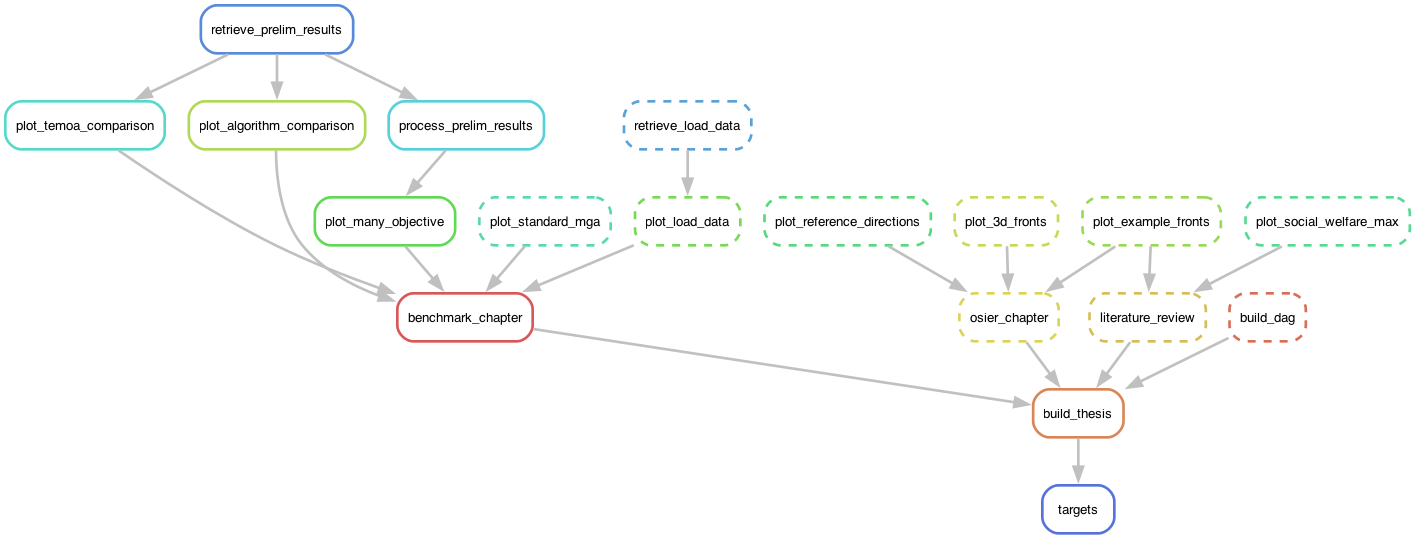 retrieve_prelim_results
plot_temoa_comparison
plot_algorithm_comparison
process_prelim_results
retrieve_load_data
plot_many_objective
plot_standard_mga
plot_load_data
plot_reference_directions
plot_3d_fronts
plot_example_fronts
plot_social_welfare_max
benchmark_chapter
osier_chapter
literature_review
build_dag
build_thesis
targets